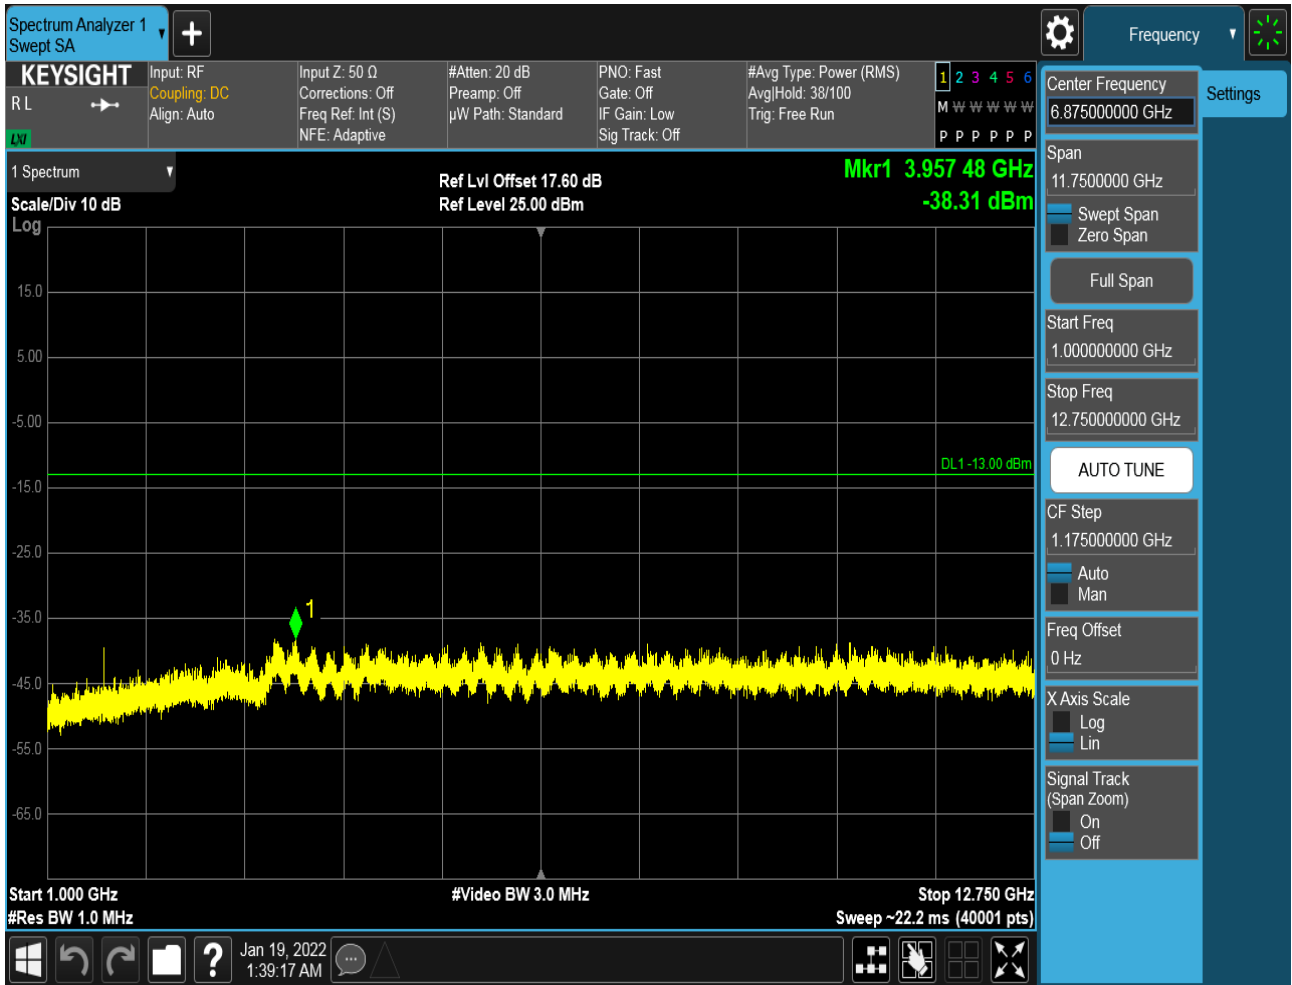 Spectrum Analyzer 1
Swept SA
Frequency
KEYSIGHT
R L
LXI
Input: RF
Coupling: DC
Align: Auto
Input Z: 50 Ω
Corrections: Off
Freq Ref: Int (S)
NFE: Adaptive
#Atten: 20 dB
Preamp: Off
µW Path: Standard
PNO: Fast
Gate: Off
IF Gain: Low
Sig Track: Off
#Avg Type: Power (RMS)
Avg|Hold: 38/100
Trig: Free Run
1 2 3 4 5 6
M W W W W W
P P P P P P
1 Spectrum
Scale/Div 10 dB
Log
Ref Lvl Offset 17.60 dB
Ref Level 25.00 dBm
Mkr1 3.957 48 GHz
-38.31 dBm
15.0
5.00
-5.00
-15.0
-25.0
-35.0
-45.0
-55.0
-65.0
DL1 -13.00 dBm
1
Start 1.000 GHz
#Res BW 1.0 MHz
#Video BW 3.0 MHz
Stop 12.750 GHz
Sweep ~22.2 ms (40001 pts)
Jan 19, 2022
1:39:17 AM
Center Frequency
6.875000000 GHz
Settings
Span
11.7500000 GHz
Swept Span
Zero Span
Full Span
Start Freq
1.000000000 GHz
Stop Freq
12.750000000 GHz
AUTO TUNE
CF Step
1.175000000 GHz
Auto
Man
Freq Offset
0 Hz
X Axis Scale
Log
Lin
Signal Track
(Span Zoom)
On
Off